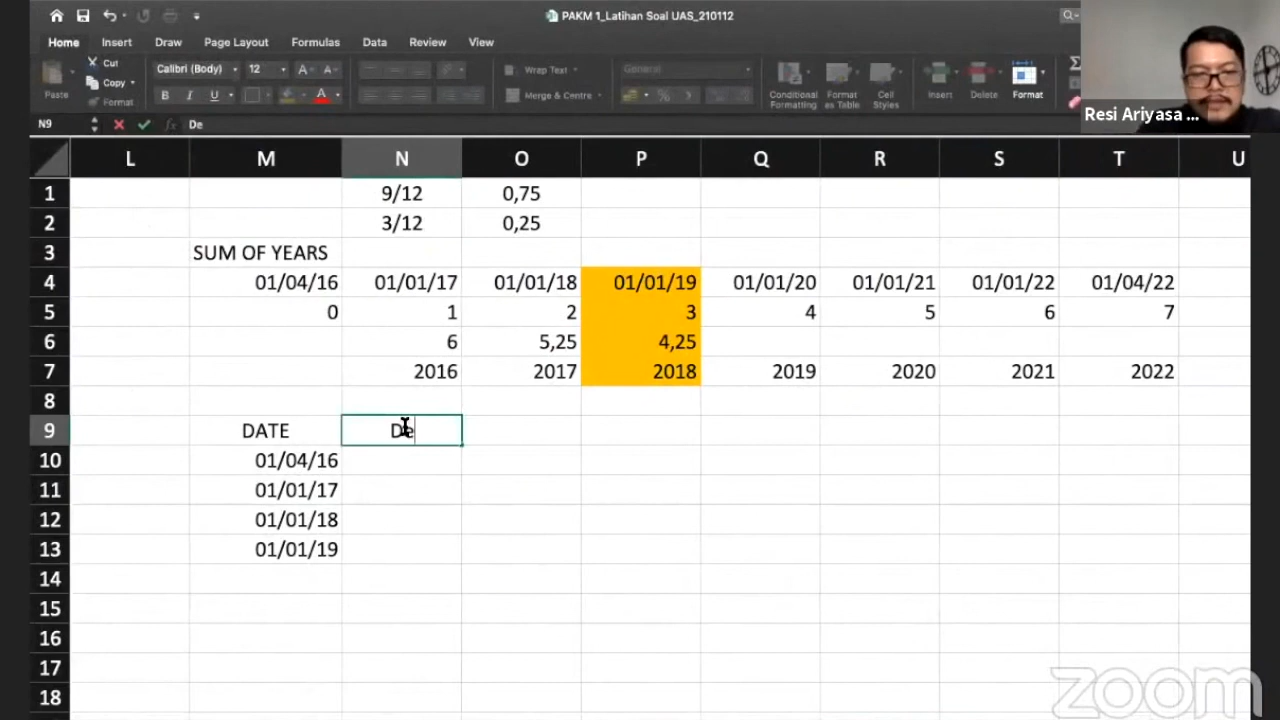 PAKM 1_Latihan Soal UAS_210112
Home Insert Draw Page Layout Formulas Data Review View
Paste
Cut
Copy
Format
Calibri (Body) 12 A A
B I U A
Wrap Text
Merge & Centre
General
%
Conditional Formatting
Format as Table
Cell Styles
Insert
Delete
Format
Resi Ariyasa ...
N9 fx De
L M N O P Q R S T U
1 9/12 0,75
2 3/12 0,25
3 SUM OF YEARS
4 01/04/16 01/01/17 01/01/18 01/01/19 01/01/20 01/01/21 01/01/22 01/04/22
5 0 1 2 3 4 5 6 7
6 6 5,25 4,25
7 2016 2017 2018 2019 2020 2021 2022
8
9 DATE De
10 01/04/16
11 01/01/17
12 01/01/18
13 01/01/19
14
15
16
17
18
zoom